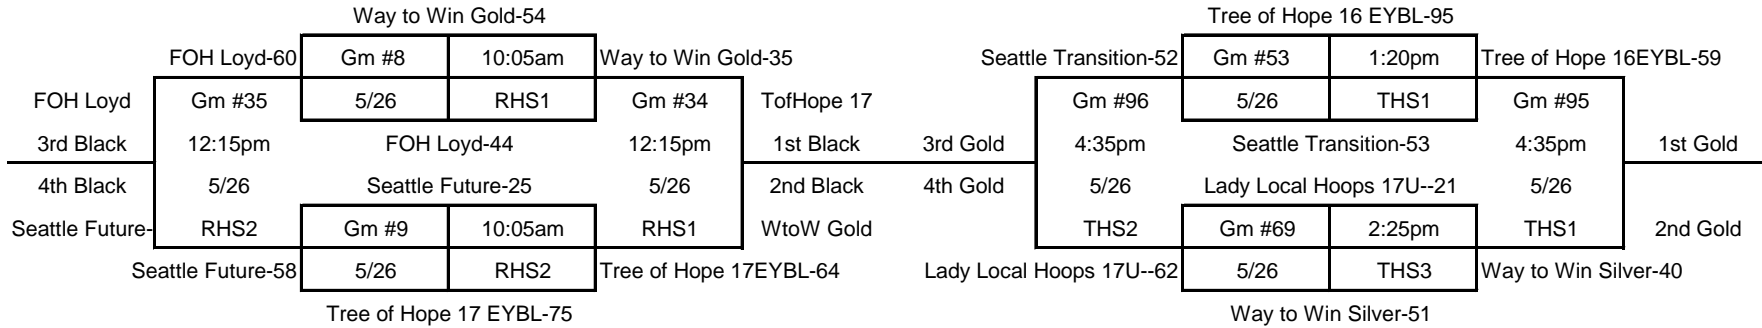 Way to Win Gold-54 Tree of Hope 16 EYBL-95
FOH Loyd-60 Gm #8 10:05am Way to Win Gold-35 Seattle Transition-52 Gm #53 1:20pm Tree of Hope 16EYBL-59
FOH Loyd Gm #35 5/26 RHS1 Gm #34 TofHope 17 Gm #96 5/26 THS1 Gm #95
3rd Black 12:15pm FOH Loyd-44 12:15pm 1st Black 3rd Gold 4:35pm Seattle Transition-53 4:35pm 1st Gold
4th Black 5/26 Seattle Future-25 5/26 2nd Black 4th Gold 5/26 Lady Local Hoops 17U--21 5/26
Seattle Future- RHS2 Gm #9 10:05am RHS1 WtoW Gold THS2 Gm #69 2:25pm THS1 2nd Gold
Seattle Future-58 5/26 RHS2 Tree of Hope 17EYBL-64 Lady Local Hoops 17U--62 5/26 THS3 Way to Win Silver-40
Tree of Hope 17 EYBL-75 Way to Win Silver-51